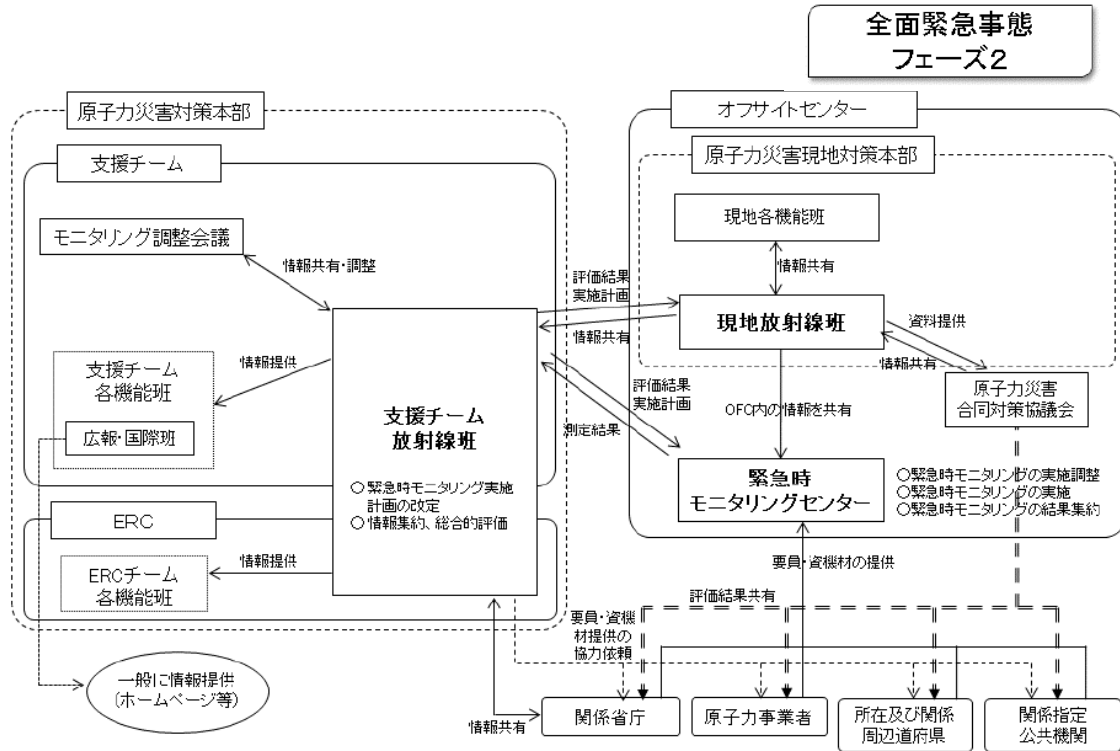 全面緊急事態
フェーズ2
原子力災害対策本部
支援チーム
モニタリング調整会議
情報共有・調整
支援チーム
各機能班
広報・国際班
情報提供
支援チーム
放射線班
○緊急時モニタリング実施
計画の改定
○情報集約、総合的評価
ERC
ERCチーム
各機能班
情報提供
一般に情報提供
(ホームページ等)
評価結果
実施計画
情報共有
評価結果
実施計画
測定結果
オフサイトセンター
原子力災害現地対策本部
現地各機能班
情報共有
現地放射線班
資料提供
情報共有
原子力災害
合同対策協議会
OFC内の情報を共有
緊急時
モニタリングセンター
○緊急時モニタリングの実施調整
○緊急時モニタリングの実施
○緊急時モニタリングの結果集約
要員・資機材の提供
評価結果共有
要員・資機
材提供の
協力依頼
情報共有
関係省庁
原子力事業者
所在及び関係
周辺道府県
関係指定
公共機関